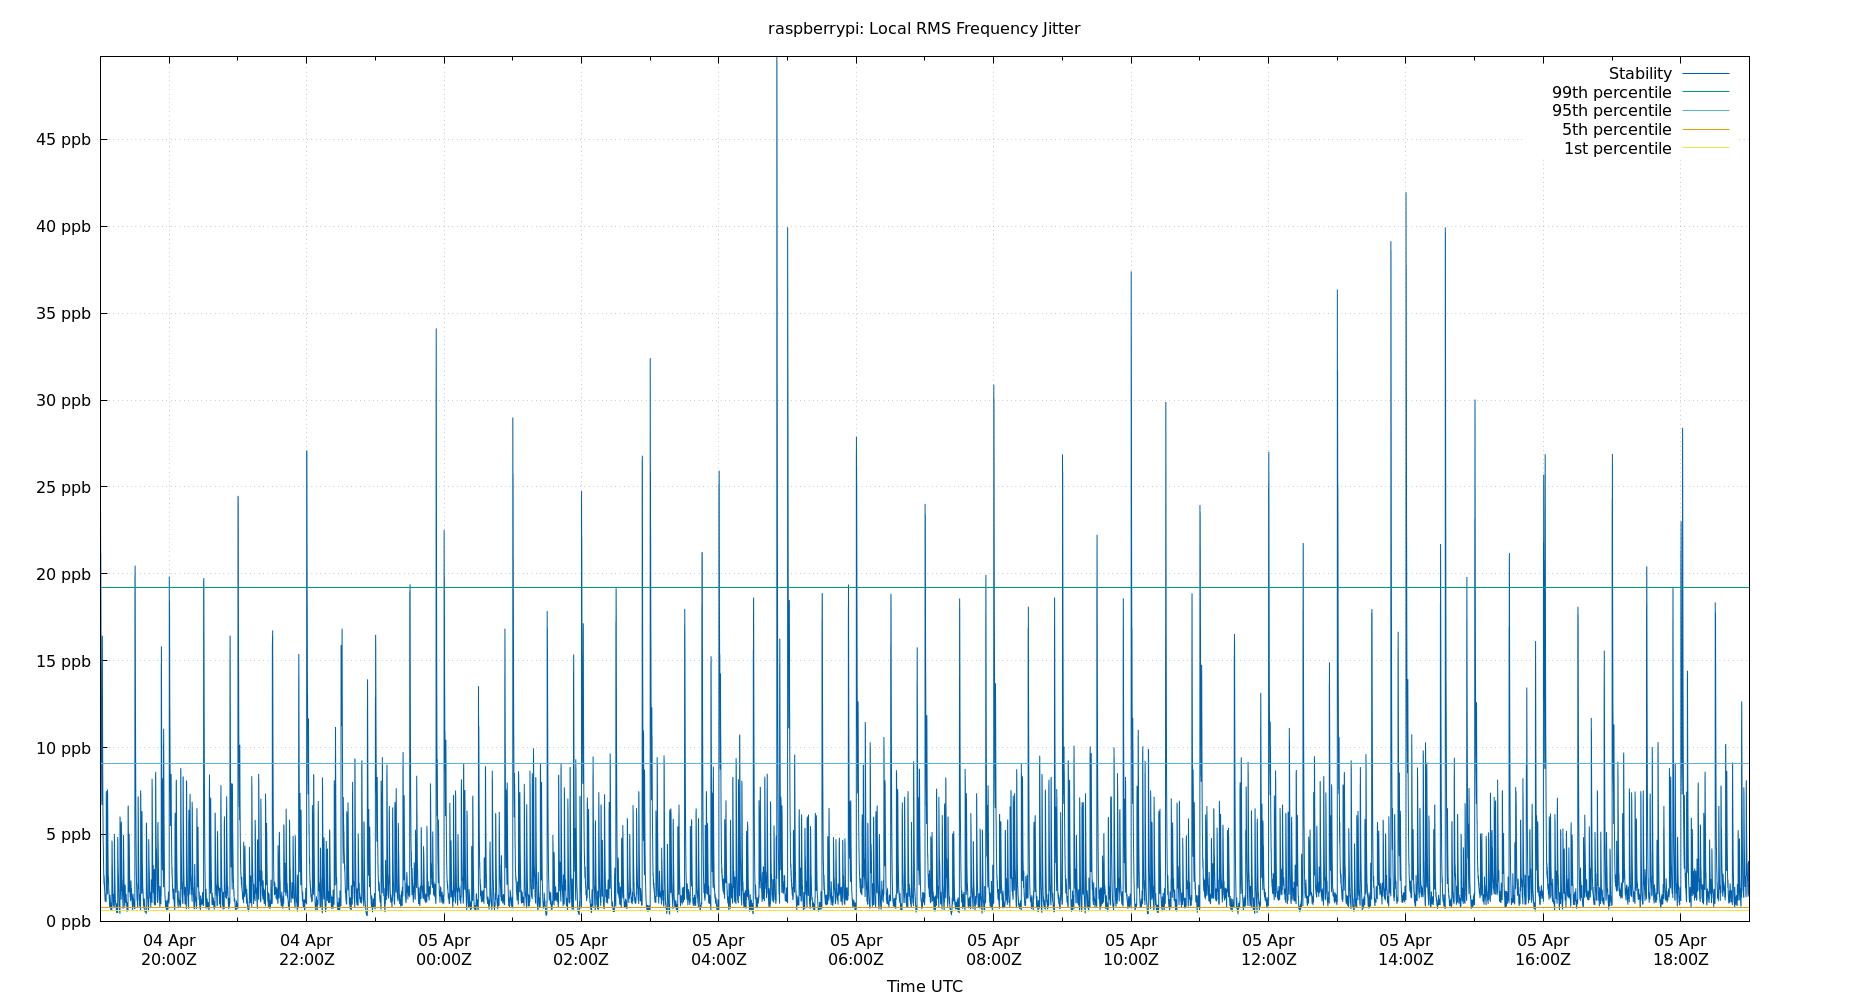 raspberrypi: Local RMS Frequency Jitter
Stability
99th percentile
95th percentile
5th percentile
1st percentile
45 ppb
40 ppb
35 ppb
30 ppb
25 ppb
20 ppb
15 ppb
10 ppb
5 ppb
0 ppb
04 Apr 04 Apr 05 Apr 05 Apr 05 Apr 05 Apr 05 Apr 05 Apr 05 Apr 05 Apr 05 Apr 05 Apr
20:00Z 22:00Z 00:00Z 02:00Z 04:00Z 06:00Z 08:00Z 10:00Z 12:00Z 14:00Z 16:00Z 18:00Z
Time UTC